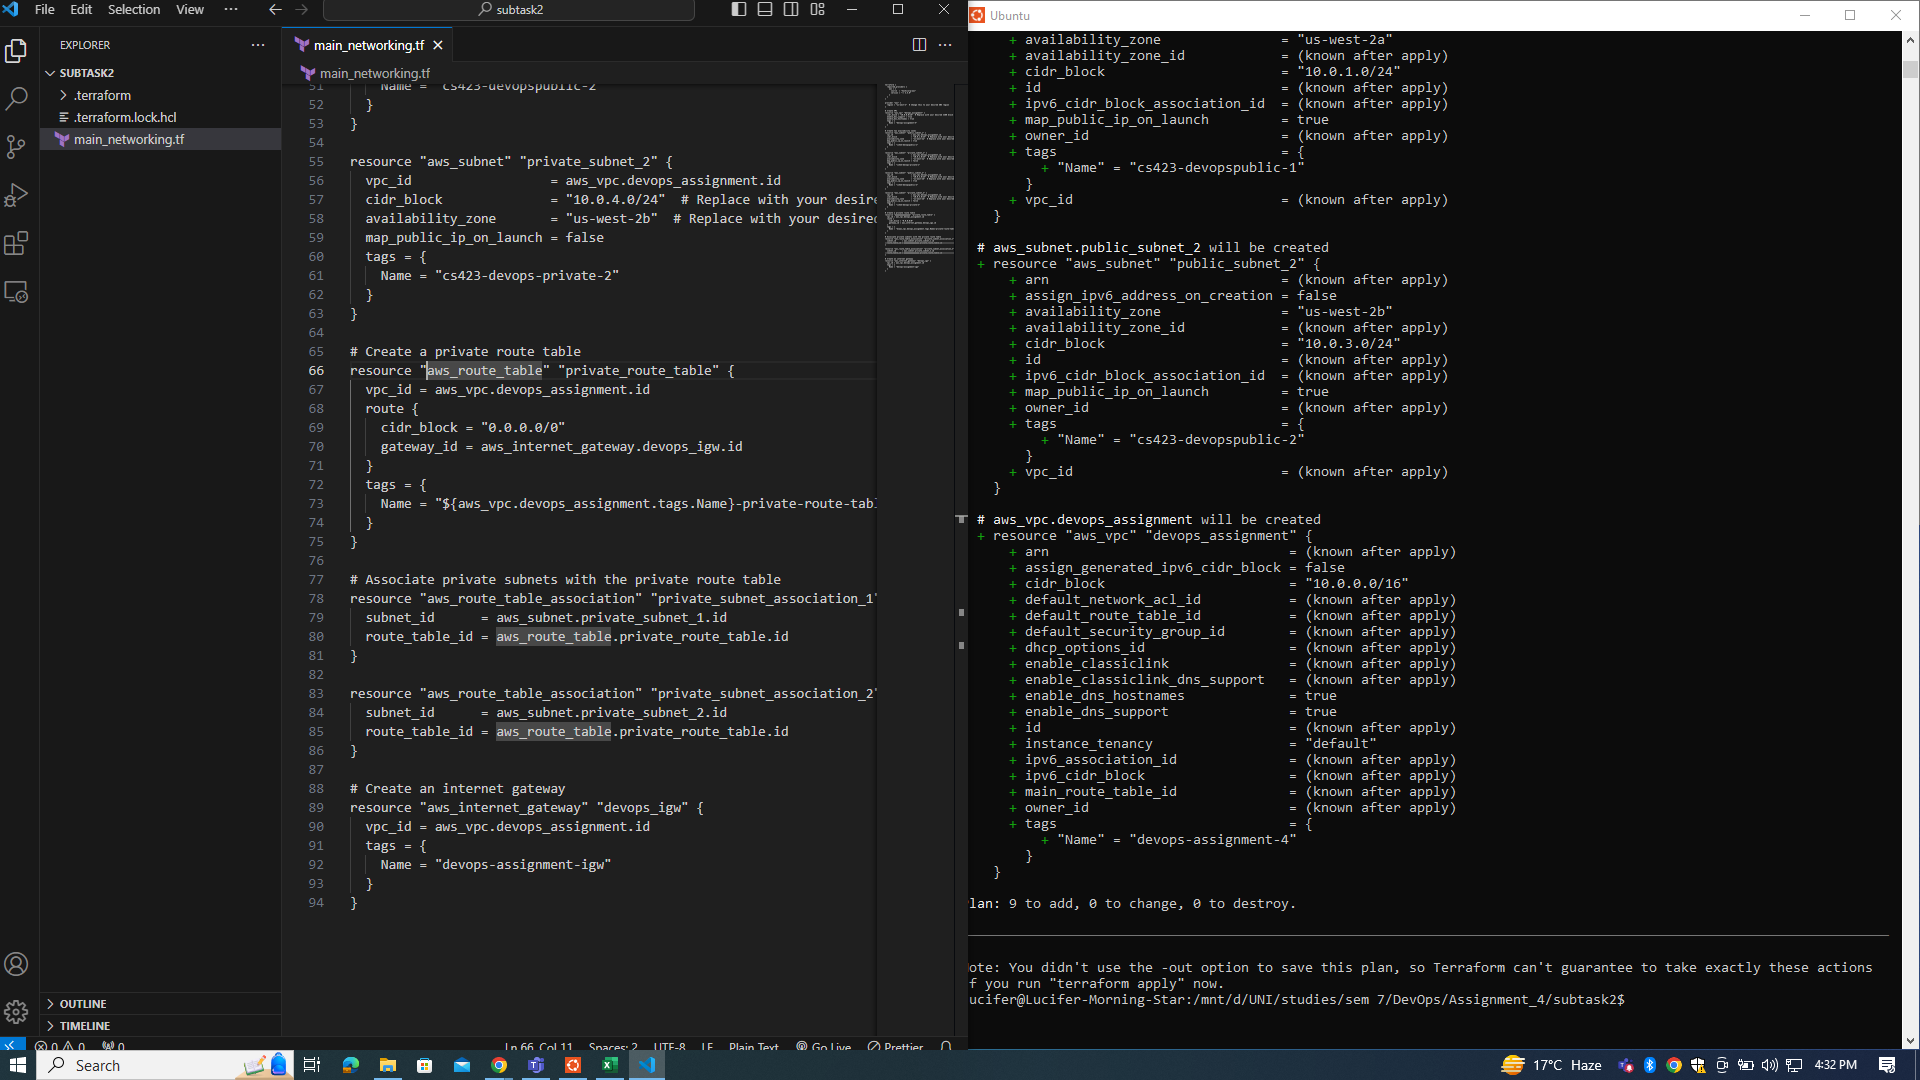 File Edit Selection View ···
subtask2
EXPLORER
SUBTASK2
.terraform
.terraform.lock.hcl
main_networking.tf
OUTLINE
TIMELINE
main_networking.tf
main_networking.tf
51 Name = "cs423-devopspublic-2"
52 }
53 }
54
55 resource "aws_subnet" "private_subnet_2" {
56 vpc_id = aws_vpc.devops_assignment.id
57 cidr_block = "10.0.4.0/24" # Replace with your desire
58 availability_zone = "us-west-2b" # Replace with your desired
59 map_public_ip_on_launch = false
60 tags = {
61 Name = "cs423-devops-private-2"
62 }
63 }
64
65 # Create a private route table
66 resource "aws_route_table" "private_route_table" {
67 vpc_id = aws_vpc.devops_assignment.id
68 route {
69 cidr_block = "0.0.0.0/0"
70 gateway_id = aws_internet_gateway.devops_igw.id
71 }
72 tags = {
73 Name = "${aws_vpc.devops_assignment.tags.Name}-private-route-tabl
74 }
75 }
76
77 # Associate private subnets with the private route table
78 resource "aws_route_table_association" "private_subnet_association_1"
79 subnet_id = aws_subnet.private_subnet_1.id
80 route_table_id = aws_route_table.private_route_table.id
81 }
82
83 resource "aws_route_table_association" "private_subnet_association_2"
84 subnet_id = aws_subnet.private_subnet_2.id
85 route_table_id = aws_route_table.private_route_table.id
86 }
87
88 # Create an internet gateway
89 resource "aws_internet_gateway" "devops_igw" {
90 vpc_id = aws_vpc.devops_assignment.id
91 tags = {
92 Name = "devops-assignment-igw"
93 }
94 }
0 0 0 Ln 66, Col 11 Spaces: 2 UTF-8 LF Plain Text Go Live Prettier
Ubuntu
+ availability_zone = "us-west-2a"
+ availability_zone_id = (known after apply)
+ cidr_block = "10.0.1.0/24"
+ id = (known after apply)
+ ipv6_cidr_block_association_id = (known after apply)
+ map_public_ip_on_launch = true
+ owner_id = (known after apply)
+ tags = {
+ "Name" = "cs423-devopspublic-1"
}
+ vpc_id = (known after apply)
}
# aws_subnet.public_subnet_2 will be created
+ resource "aws_subnet" "public_subnet_2" {
+ arn = (known after apply)
+ assign_ipv6_address_on_creation = false
+ availability_zone = "us-west-2b"
+ availability_zone_id = (known after apply)
+ cidr_block = "10.0.3.0/24"
+ id = (known after apply)
+ ipv6_cidr_block_association_id = (known after apply)
+ map_public_ip_on_launch = true
+ owner_id = (known after apply)
+ tags = {
+ "Name" = "cs423-devopspublic-2"
}
+ vpc_id = (known after apply)
}
# aws_vpc.devops_assignment will be created
+ resource "aws_vpc" "devops_assignment" {
+ arn = (known after apply)
+ assign_generated_ipv6_cidr_block = false
+ cidr_block = "10.0.0.0/16"
+ default_network_acl_id = (known after apply)
+ default_route_table_id = (known after apply)
+ default_security_group_id = (known after apply)
+ dhcp_options_id = (known after apply)
+ enable_classiclink = (known after apply)
+ enable_classiclink_dns_support = (known after apply)
+ enable_dns_hostnames = true
+ enable_dns_support = true
+ id = (known after apply)
+ instance_tenancy = "default"
+ ipv6_association_id = (known after apply)
+ ipv6_cidr_block = (known after apply)
+ main_route_table_id = (known after apply)
+ owner_id = (known after apply)
+ tags = {
+ "Name" = "devops-assignment-4"
}
}
lan: 9 to add, 0 to change, 0 to destroy.
ote: You didn't use the -out option to save this plan, so Terraform can't guarantee to take exactly these actions
f you run "terraform apply" now.
ucifer@Lucifer-Morning-Star:/mnt/d/UNI/studies/sem 7/DevOps/Assignment_4/subtask2$
Search
17°C Haze
4:32 PM